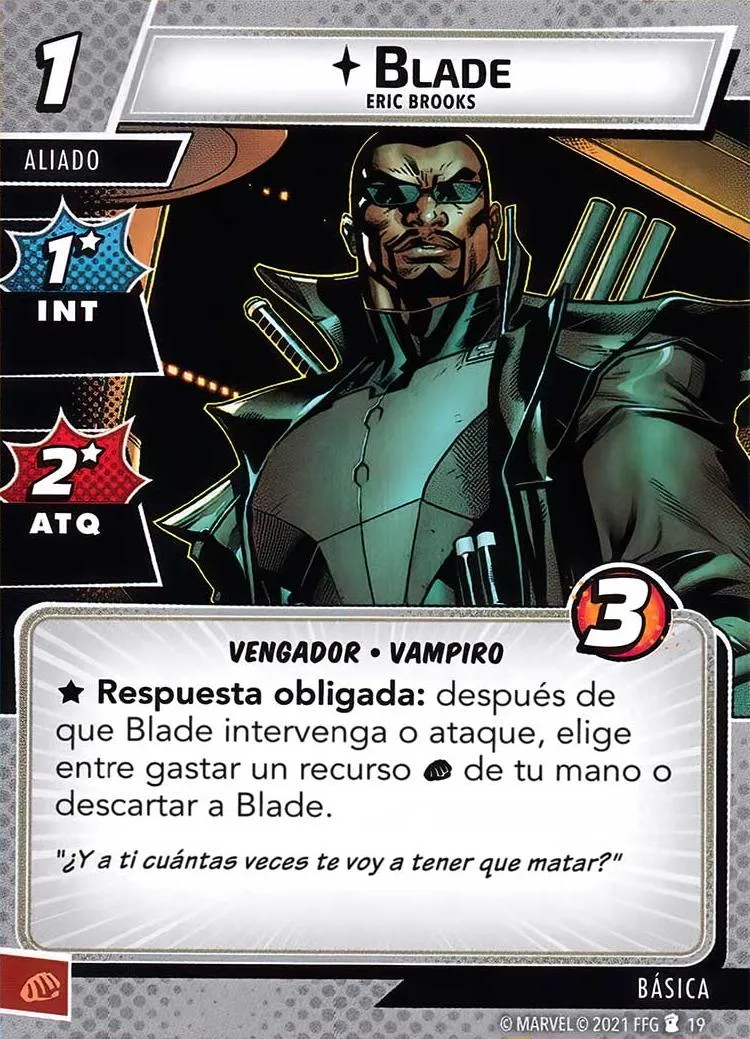 1
BLADE
ERIC BROOKS
ALIADO
1
INT
2
ATQ
3
VENGADOR • VAMPIRO
★ Respuesta obligada: después de
que Blade intervenga o ataque, elige
entre gastar un recurso de tu mano o
descartar a Blade.
"¿Y a ti cuántas veces te voy a tener que matar?"
BÁSICA
© MARVEL © 2021 FFG 19